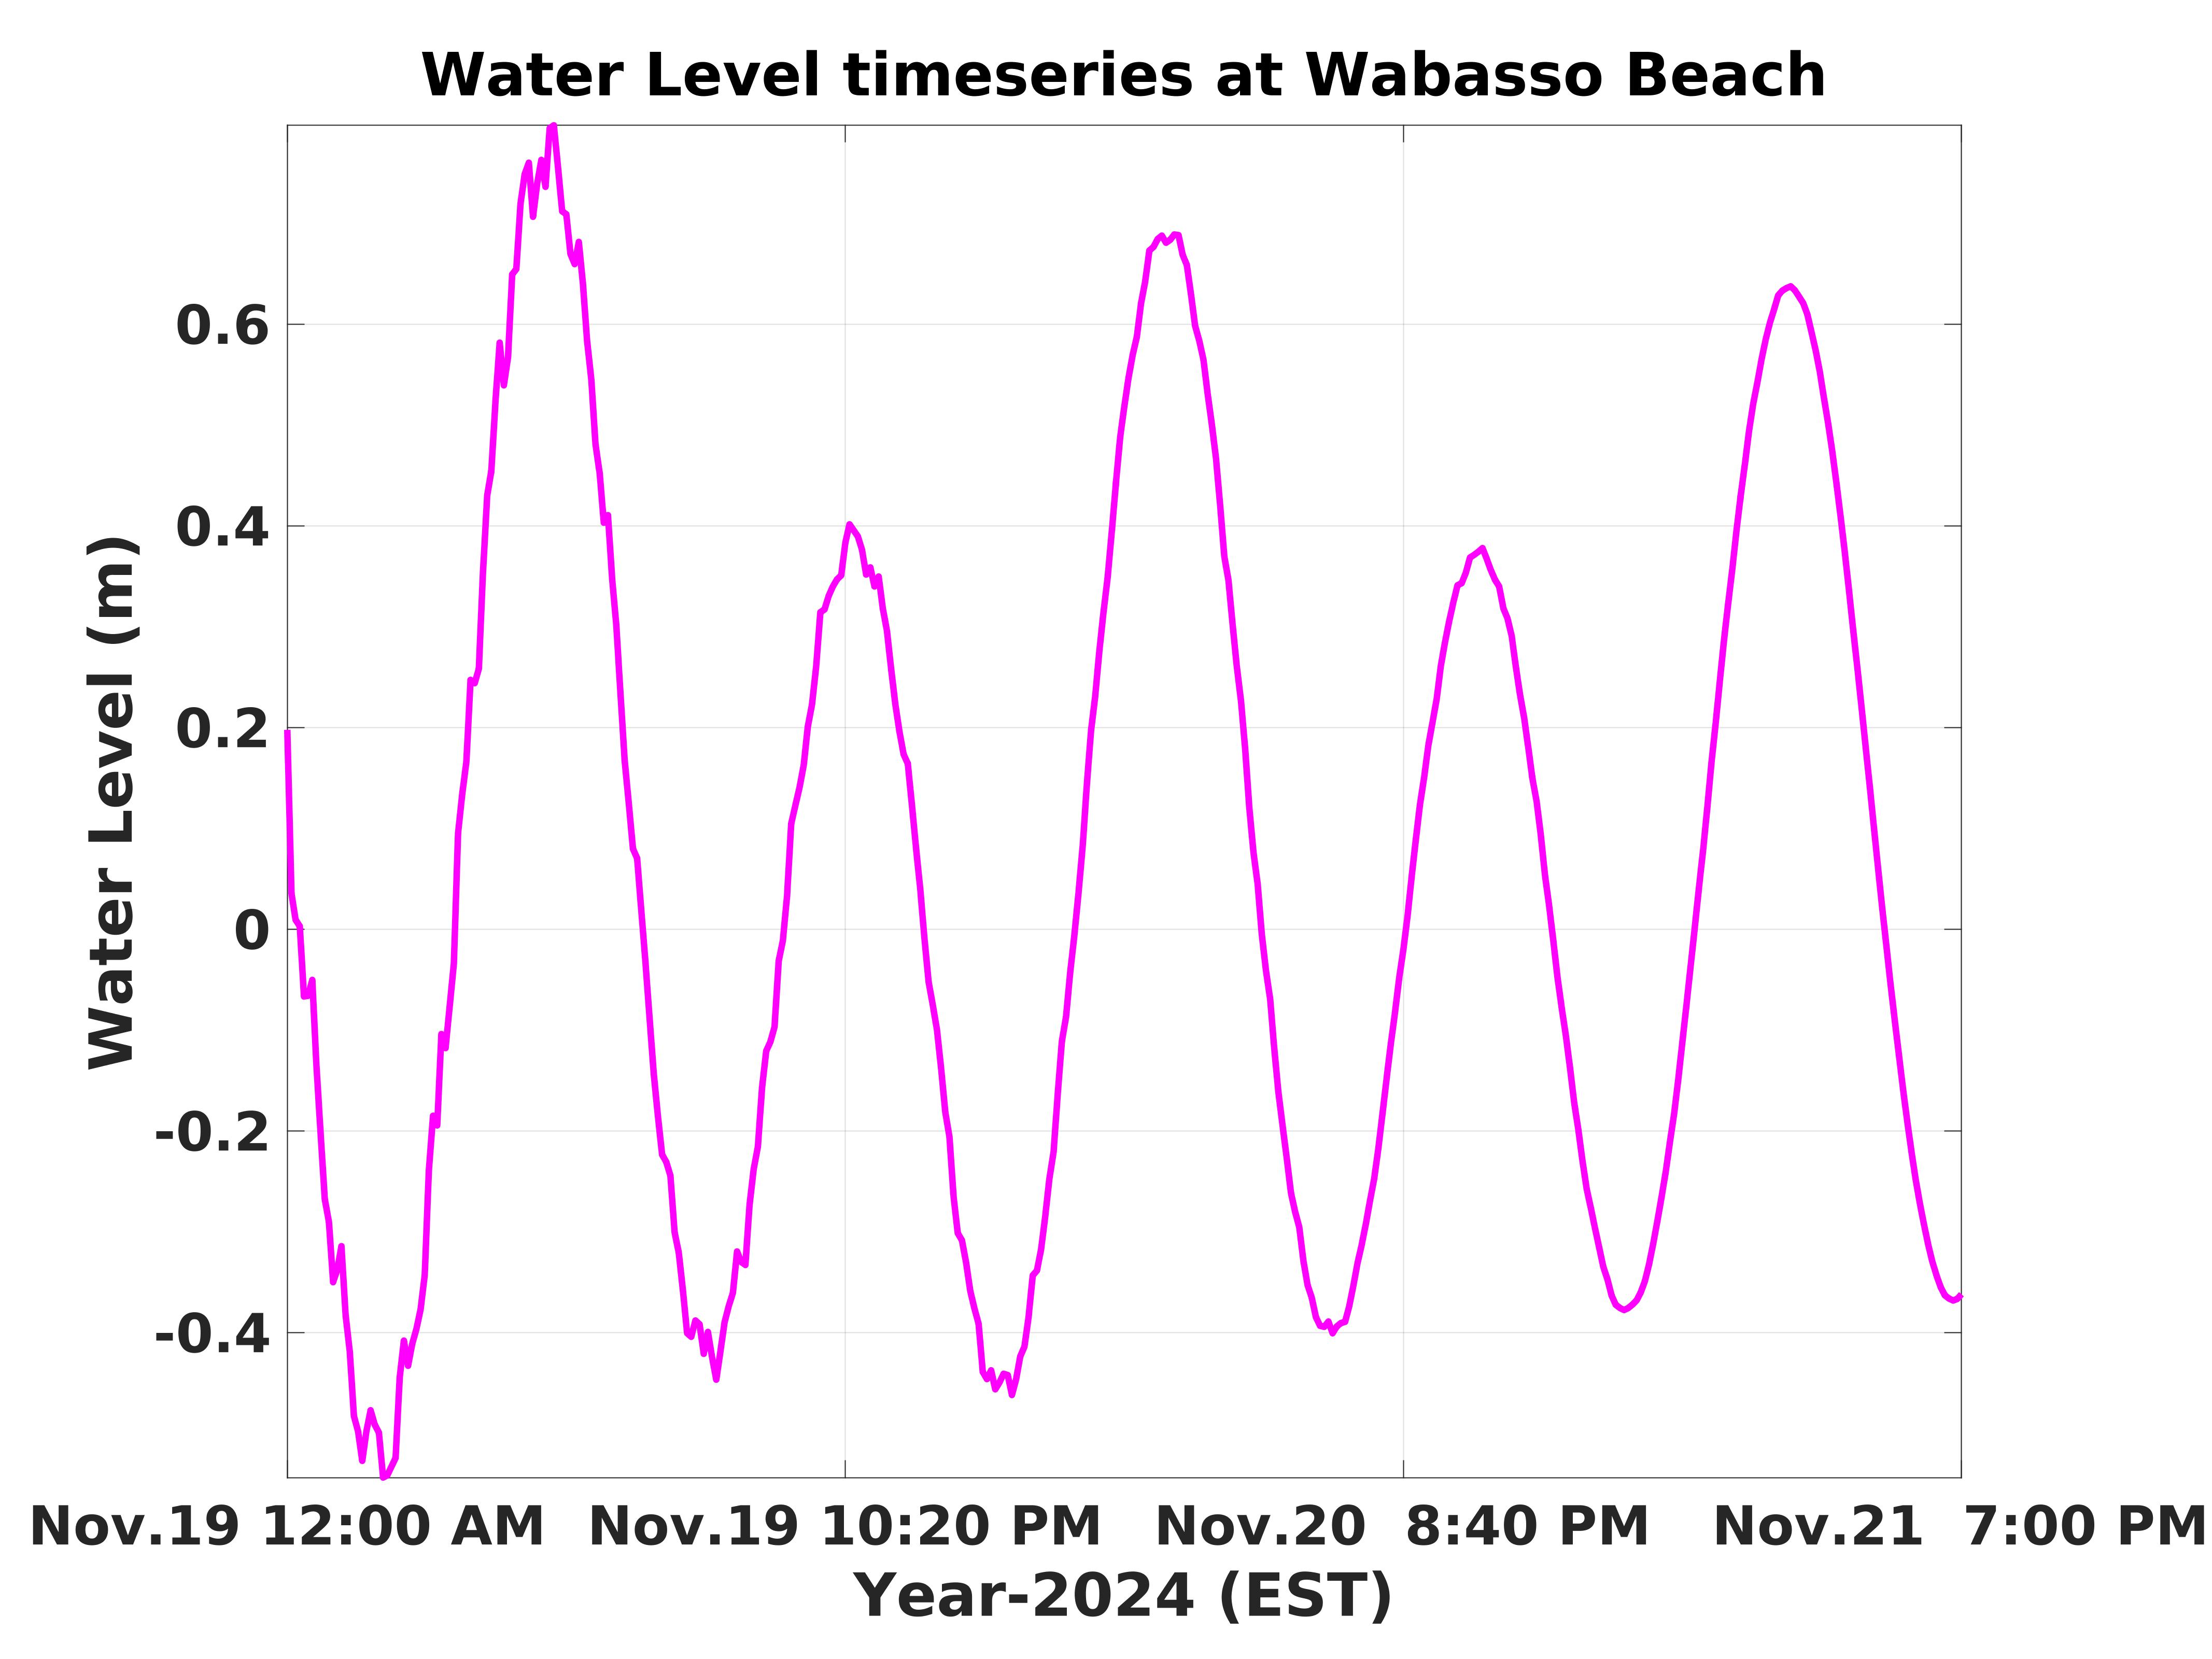 Water Level timeseries at Wabasso Beach
Water Level (m)
0.6
0.4
0.2
0
-0.2
-0.4
Nov.19 12:00 AM Nov.19 10:20 PM Nov.20 8:40 PM Nov.21 7:00 PM
Year-2024 (EST)